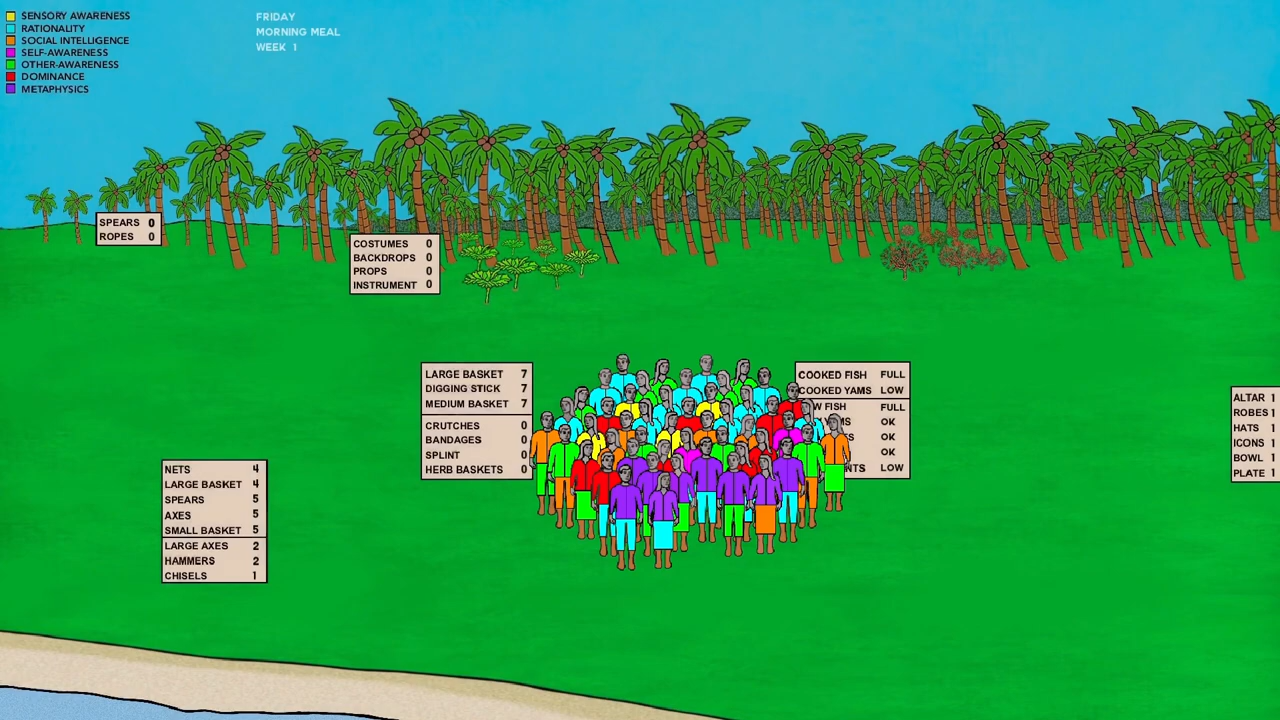 SENSORY AWARENESS
RATIONALITY
SOCIAL INTELLIGENCE
SELF-AWARENESS
OTHER-AWARENESS
DOMINANCE
METAPHYSICS
FRIDAY
MORNING MEAL
WEEK 1
SPEARS 0
ROPES 0
COSTUMES 0
BACKDROPS 0
PROPS 0
INSTRUMENT 0
LARGE BASKET 7
DIGGING STICK 7
MEDIUM BASKET 7
CRUTCHES 0
BANDAGES 0
SPLINT 0
HERB BASKETS 0
COOKED FISH FULL
COOKED YAMS LOW
FISH FULL
OK
OK
OK
LOW
ALTAR 1
ROBES 1
HATS 1
ICONS 1
BOWL 1
PLATE 1
NETS 4
LARGE BASKET 4
SPEARS 5
AXES 5
SMALL BASKET 5
LARGE AXES 2
HAMMERS 2
CHISELS 1